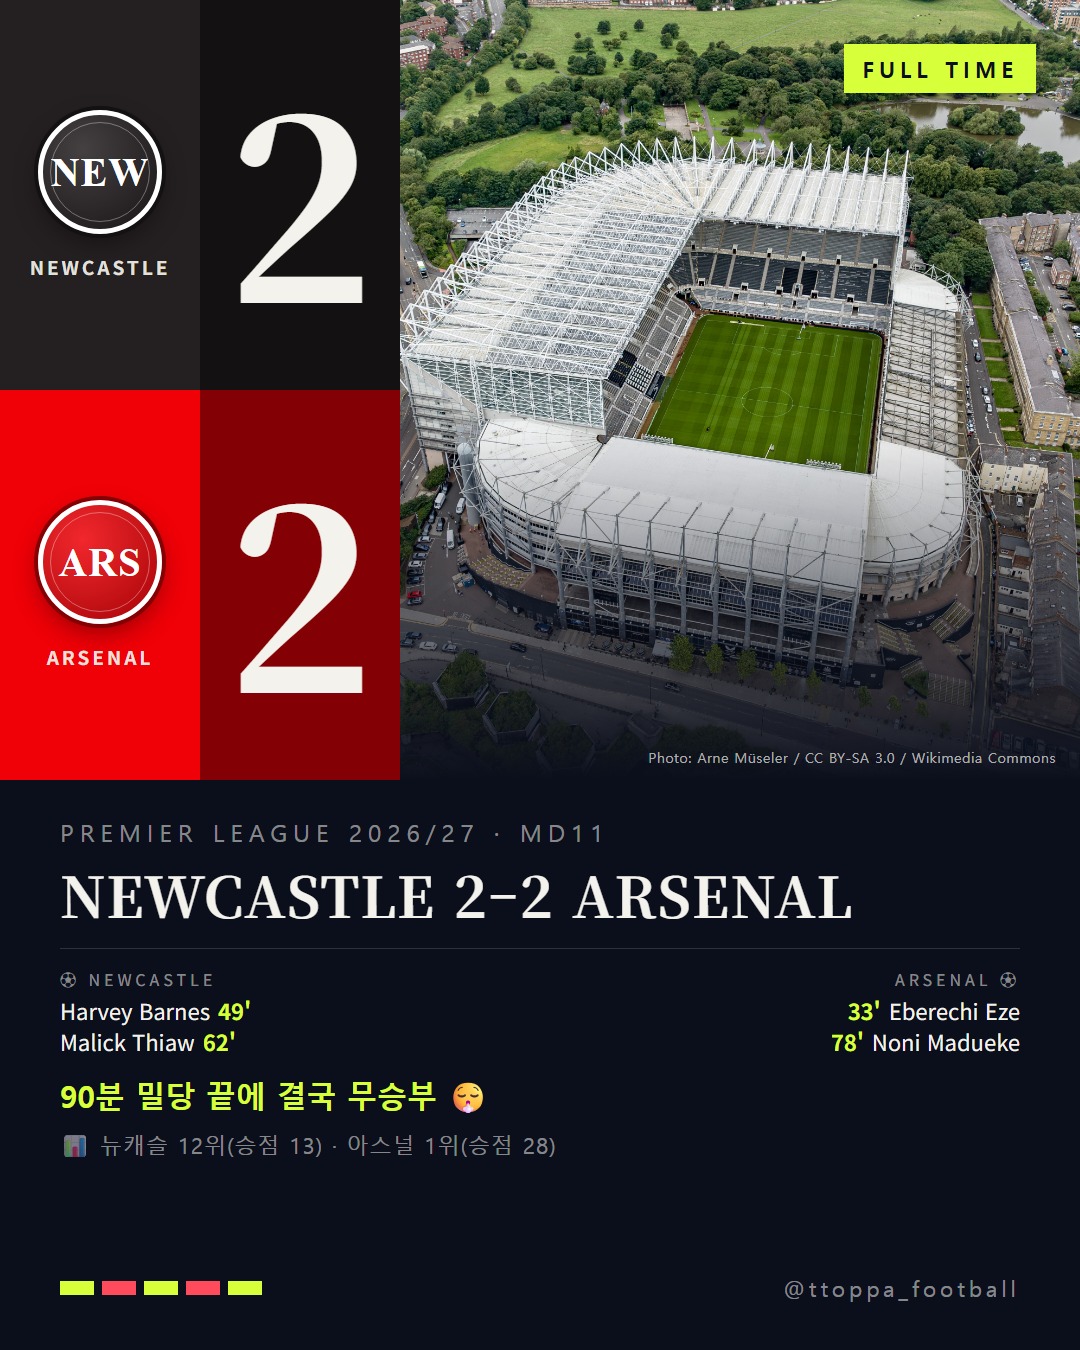 FULL TIME
NEW
NEWCASTLE
2
ARS
ARSENAL
2
Photo: Arne Müseler / CC BY-SA 3.0 / Wikimedia Commons
PREMIER LEAGUE 2026/27 · MD11
NEWCASTLE 2–2 ARSENAL
⚽ NEWCASTLE
Harvey Barnes 49'
Malick Thiaw 62'
ARSENAL ⚽
33' Eberechi Eze
78' Noni Madueke
90분 밀당 끝에 결국 무승부 😮‍💨
📊 뉴캐슬 12위(승점 13) · 아스널 1위(승점 28)
@ttoppa_football